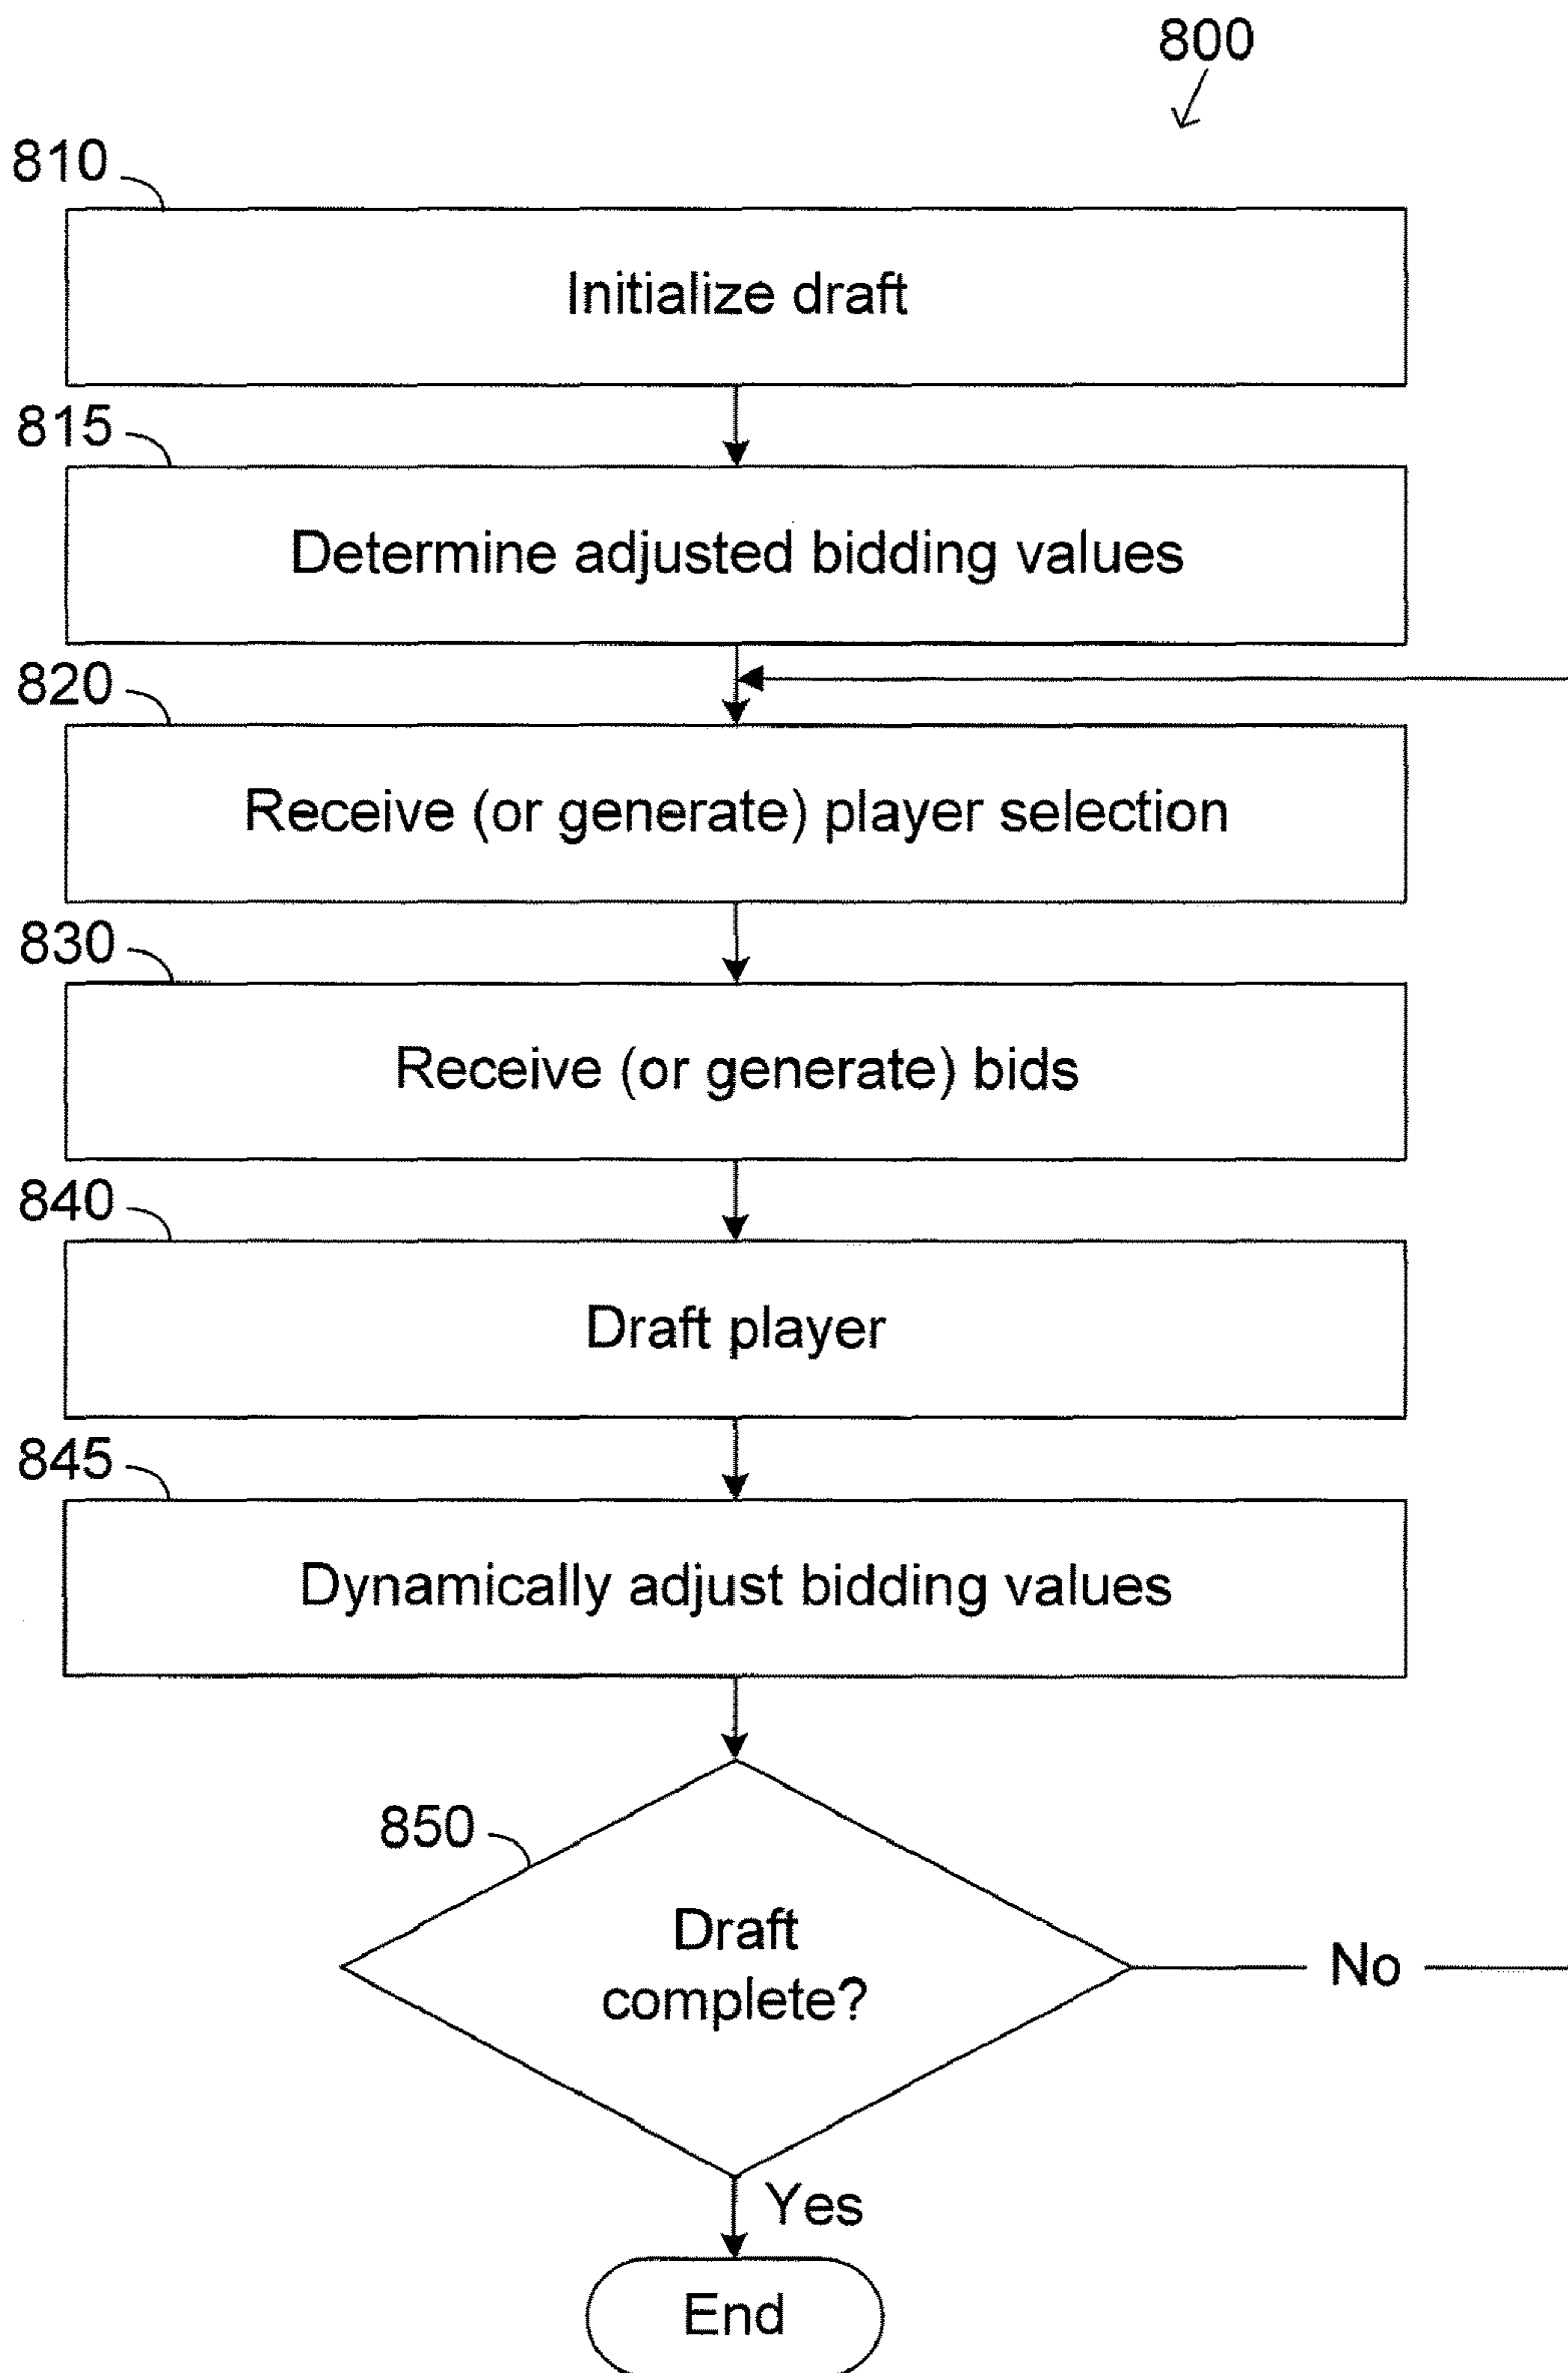 800
810
Initialize draft
815
Determine adjusted bidding values
820
Receive (or generate) player selection
830
Receive (or generate) bids
840
Draft player
845
Dynamically adjust bidding values
850
Draft
complete?
No
Yes
End